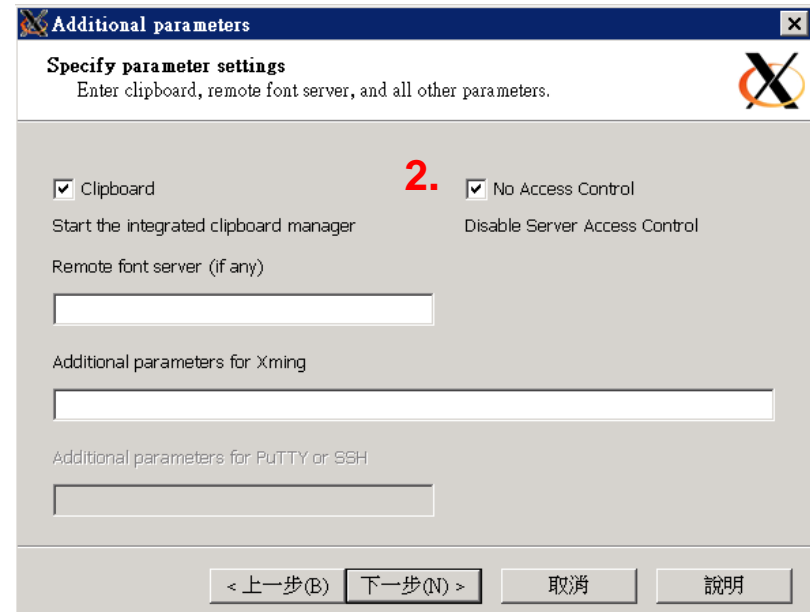 Additional parameters
Specify parameter settings
Enter clipboard, remote font server, and all other parameters.
2.
Clipboard
No Access Control
Start the integrated clipboard manager
Disable Server Access Control
Remote font server (if any)
Additional parameters for Xming
Additional parameters for PuTTY or SSH
< 上一步(B)
下一步(N) >
取消
說明